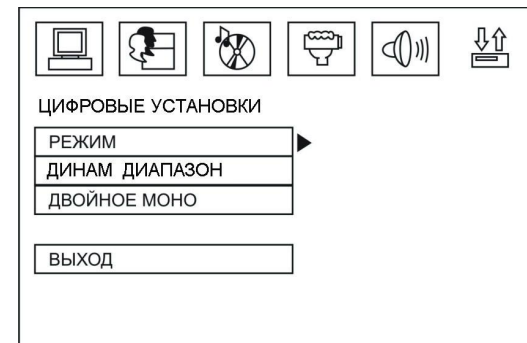 ЦИФРОВЫЕ УСТАНОВКИ
РЕЖИМ
ДИНАМ ДИАПАЗОН
ДВОЙНОЕ МОНО
ВЫХОД